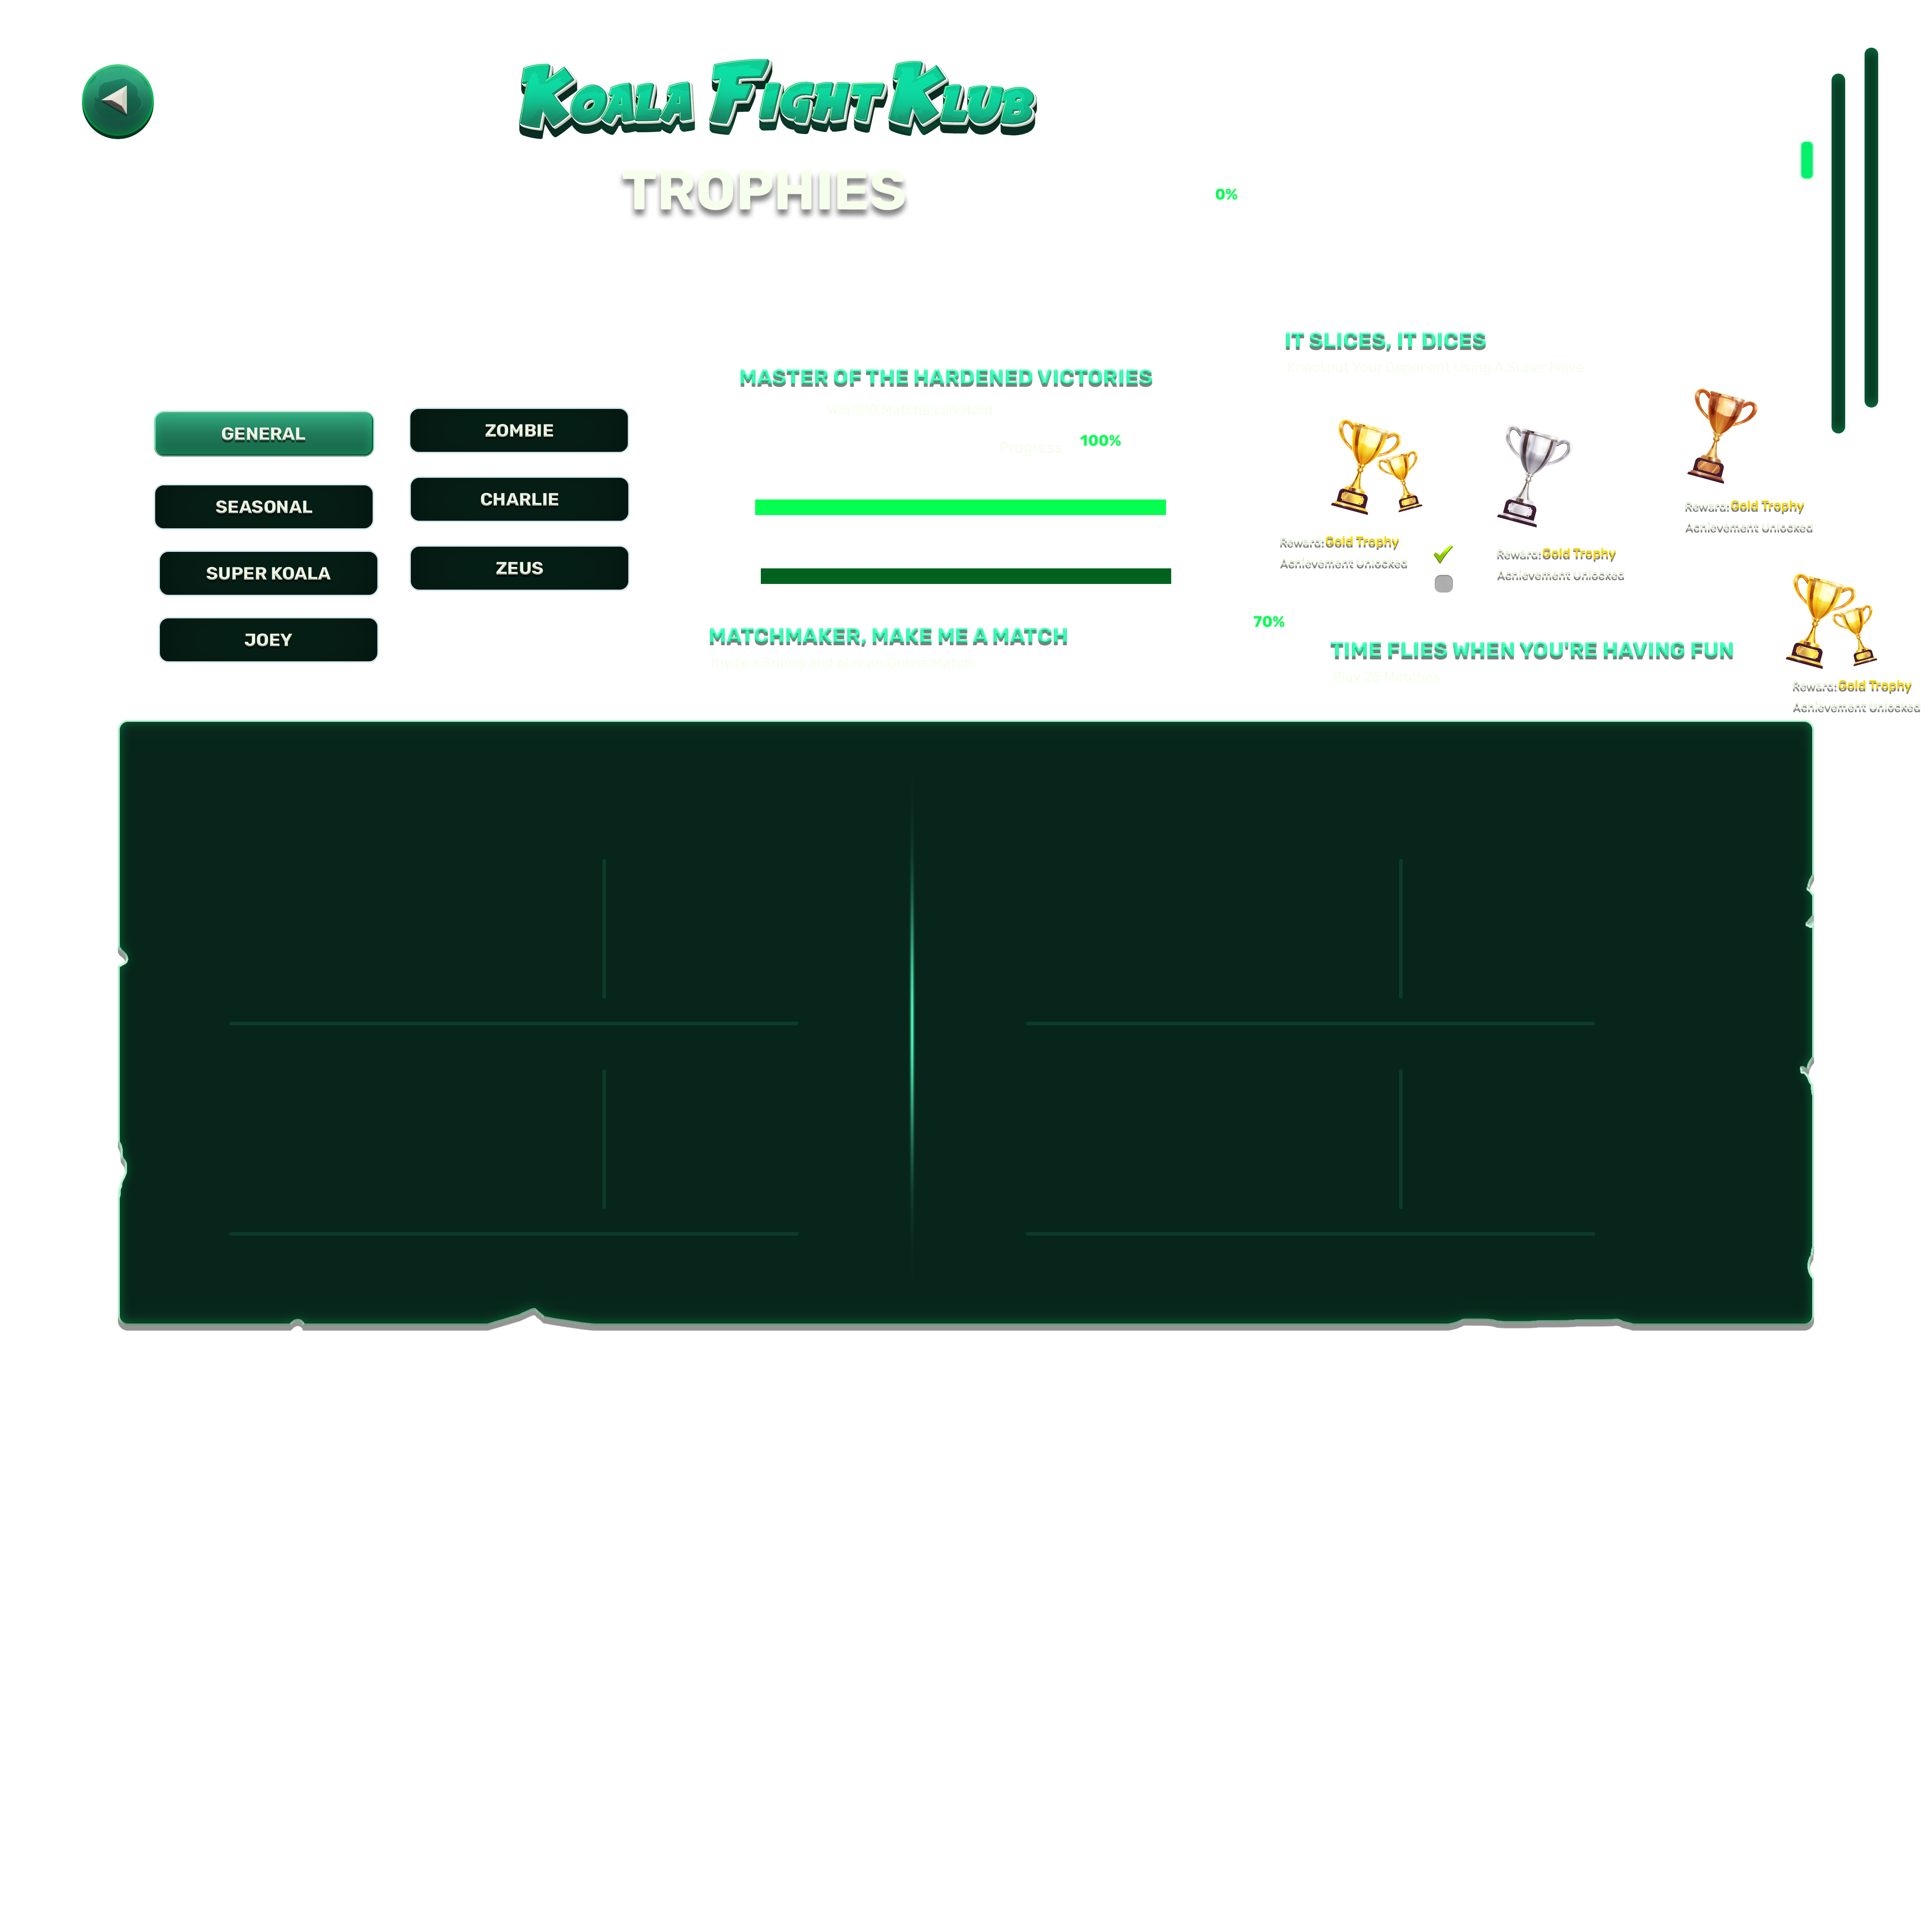 KOALA FIGHT KLUB
TROPHIES
0%
IT SLICES, IT DICES
Knockout Your Opponent Using A Super Move
MASTER OF THE HARDENED VICTORIES
Win 100 Matches on Hard
Progress: 100%
GENERAL
ZOMBIE
SEASONAL
CHARLIE
SUPER KOALA
ZEUS
JOEY
Reward: Gold Trophy
Achievement Unlocked
Reward: Gold Trophy
Achievement Unlocked
Reward: Gold Trophy
Achievement Unlocked
70%
MATCHMAKER, MAKE ME A MATCH
Invite a Friend and play an Online Match
TIME FLIES WHEN YOU'RE HAVING FUN
Play 25 Matches
Reward: Gold Trophy
Achievement Unlocked